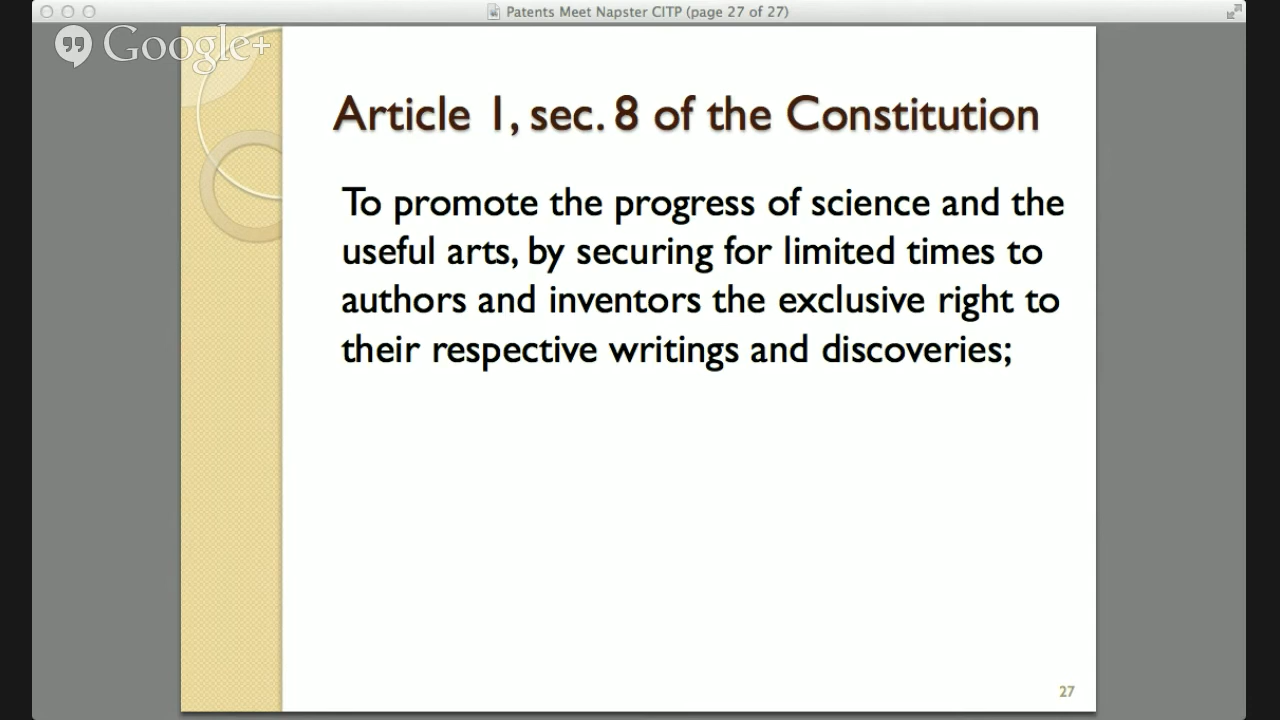 Patents Meet Napster CITP (page 27 of 27)
Google+
Article 1, sec. 8 of the Constitution
To promote the progress of science and the
useful arts, by securing for limited times to
authors and inventors the exclusive right to
their respective writings and discoveries;
27